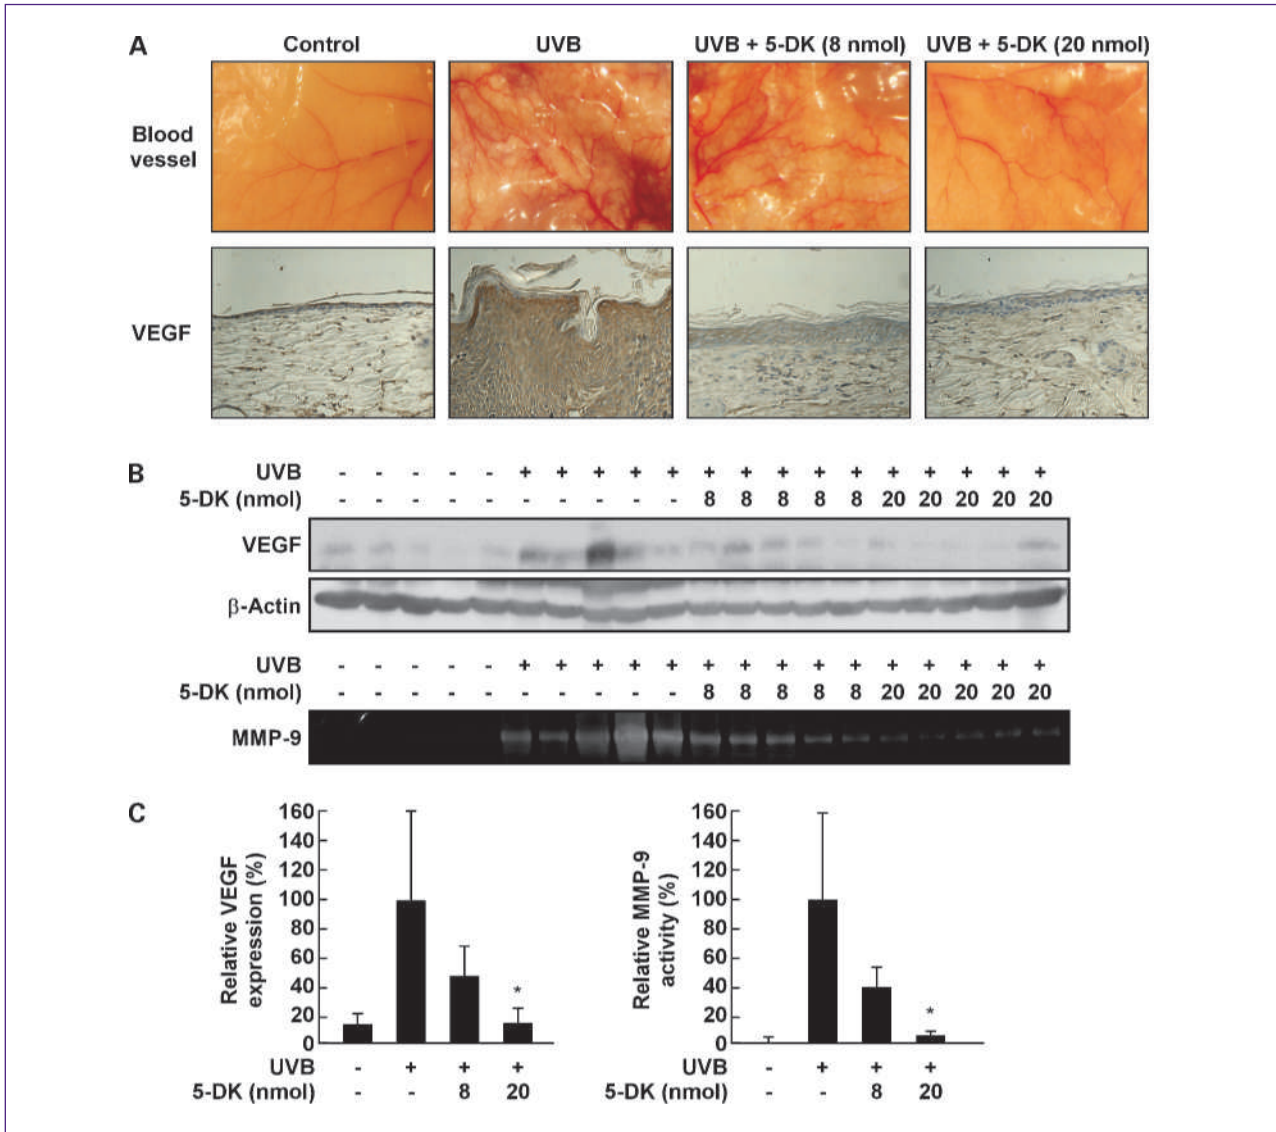 A
Control UVB UVB + 5-DK (8 nmol) UVB + 5-DK (20 nmol)
Blood
vessel
VEGF
B
UVB - - - - - + + + + + + + + + + + + + + +
5-DK (nmol) - - - - - - - - - - 8 8 8 8 8 20 20 20 20 20
VEGF
β-Actin
UVB - - - - - + + + + + + + + + + + + + + +
5-DK (nmol) - - - - - - - - - - 8 8 8 8 8 20 20 20 20 20
MMP-9
C
Relative VEGF
expression (%)
160
140
120
100
80
60
40
20
0
*
UVB - + + +
5-DK (nmol) - - 8 20
Relative MMP-9
activity (%)
160
140
120
100
80
60
40
20
0
*
UVB - + + +
5-DK (nmol) - - 8 20